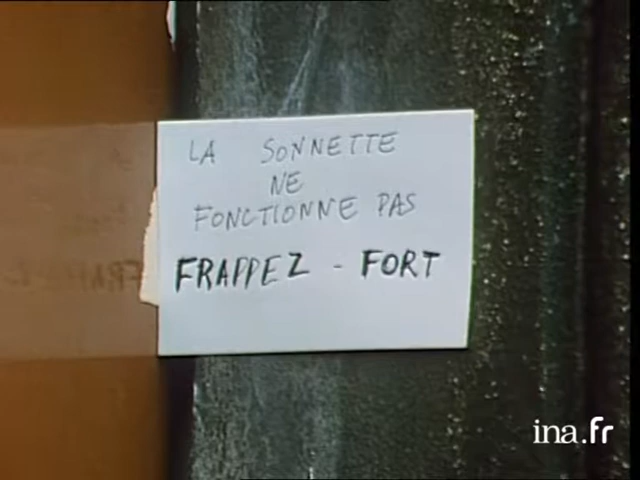 LA SONNETTE
NE
FONCTIONNE PAS
FRAPPEZ - FORT
ina.fr